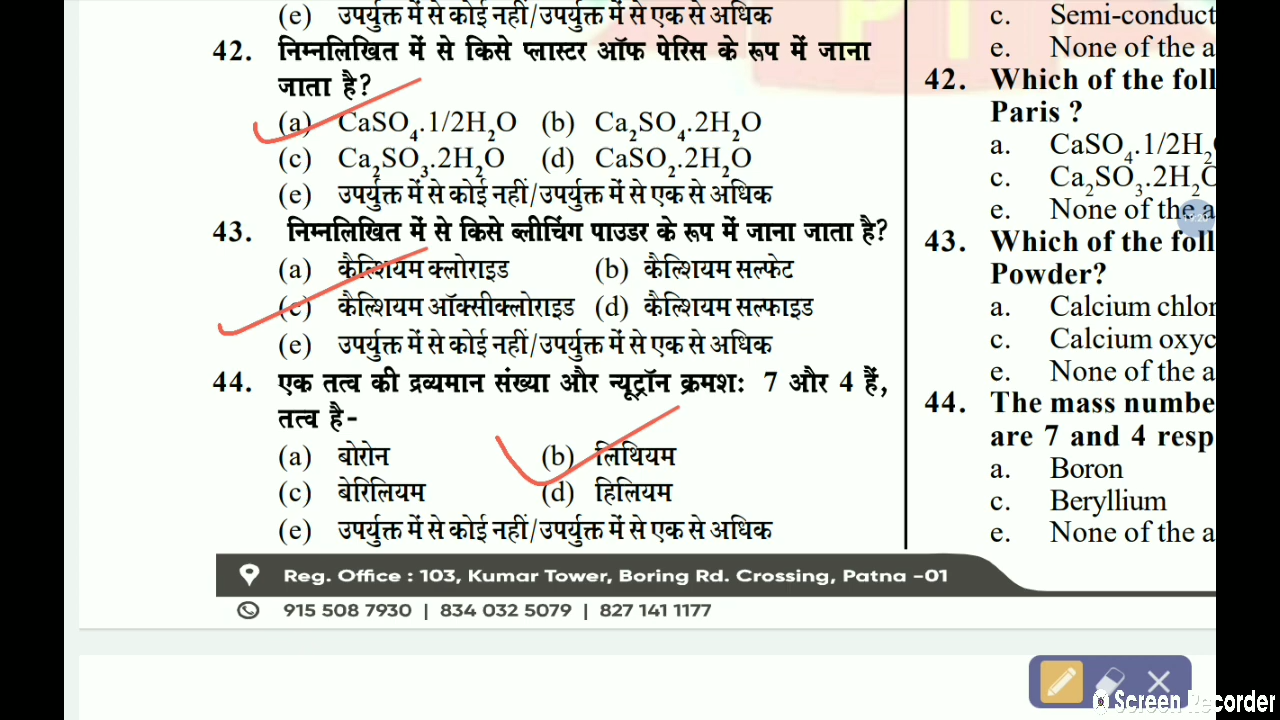 (e) उपर्युक्त में से कोई नहीं/उपर्युक्त में से एक से अधिक
42. निम्नलिखित में से किसे प्लास्टर ऑफ पेरिस के रूप में जाना
जाता है?
(a) CaSO₄.1/2H₂O (b) Ca₂SO₄.2H₂O
(c) Ca₂SO₃.2H₂O (d) CaSO₂.2H₂O
(e) उपर्युक्त में से कोई नहीं/उपर्युक्त में से एक से अधिक
43. निम्नलिखित में से किसे ब्लीचिंग पाउडर के रूप में जाना जाता है?
(a) कैल्शियम क्लोराइड (b) कैल्शियम सल्फेट
(c) कैल्शियम ऑक्सीक्लोराइड (d) कैल्शियम सल्फाइड
(e) उपर्युक्त में से कोई नहीं/उपर्युक्त में से एक से अधिक
44. एक तत्व की द्रव्यमान संख्या और न्यूट्रॉन क्रमशः 7 और 4 हैं,
तत्व है-
(a) बोरोन (b) लिथियम
(c) बेरिलियम (d) हिलियम
(e) उपर्युक्त में से कोई नहीं/उपर्युक्त में से एक से अधिक
c. Semi-conduct
e. None of the a
42. Which of the foll
Paris ?
a. CaSO₄.1/2H₂
c. Ca₂SO₃.2H₂O
e. None of the a
43. Which of the foll
Powder?
a. Calcium chlor
c. Calcium oxyc
e. None of the a
44. The mass numbe
are 7 and 4 resp
a. Boron
c. Beryllium
e. None of the a
Reg. Office : 103, Kumar Tower, Boring Rd. Crossing, Patna -01
915 508 7930 | 834 032 5079 | 827 141 1177
Screen Recorder